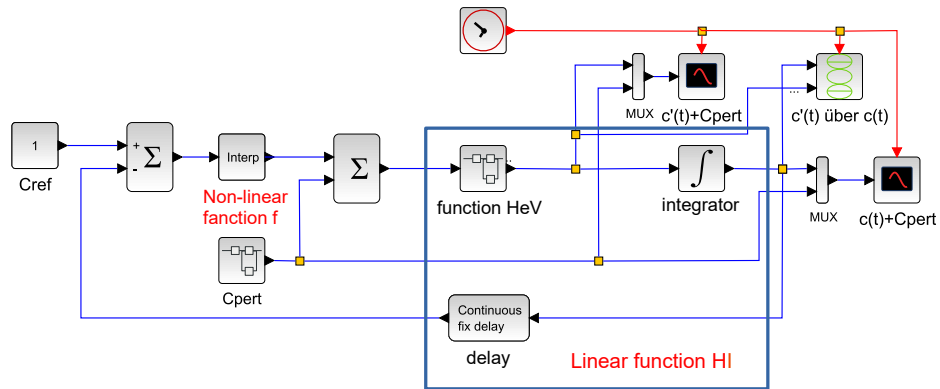 MUX
c'(t)+Cpert
...
c'(t) über c(t)
1
Cref
+
-
Σ
Interp
Non-linear
fanction f
Σ
..
function HeV
∫
integrator
MUX
c(t)+Cpert
Cpert
Continuous
fix delay
delay
Linear function HI